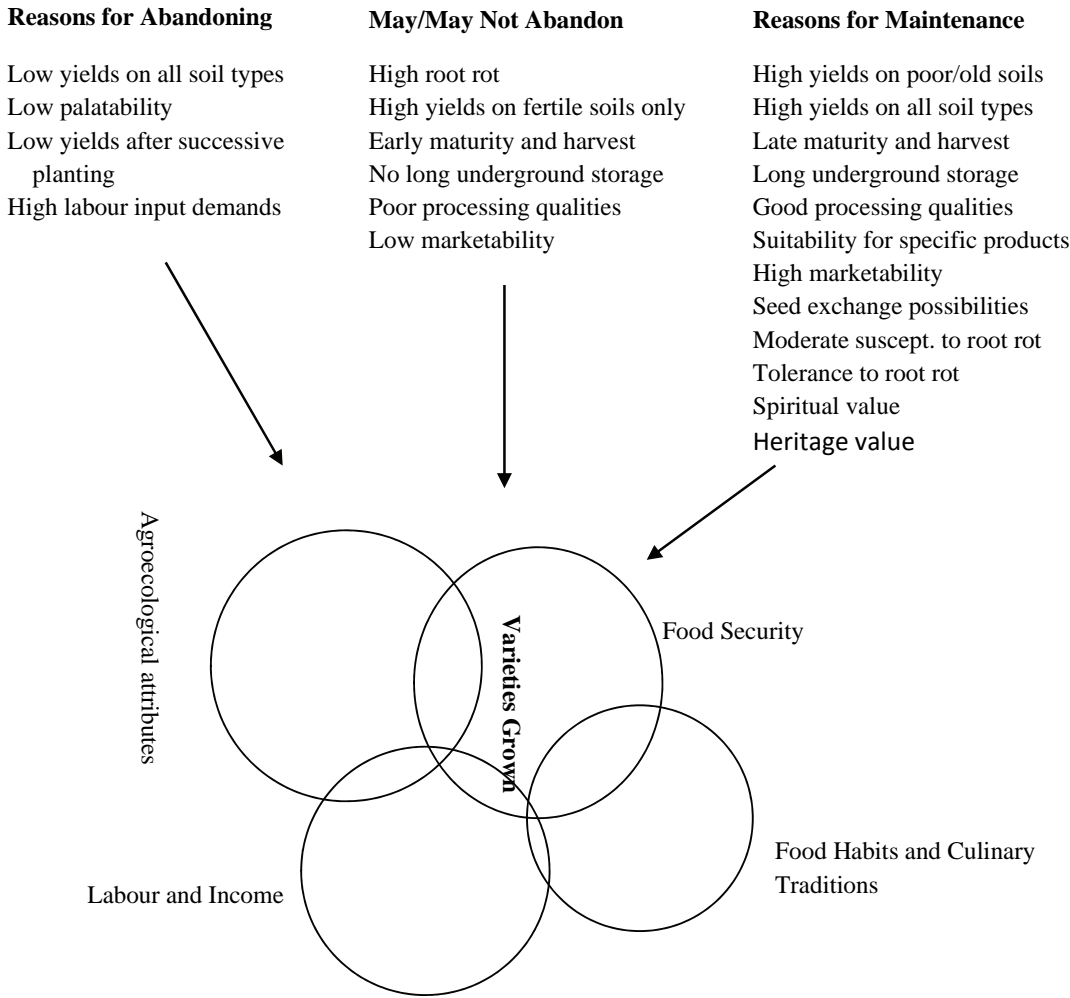 Reasons for Abandoning
Low yields on all soil types
Low palatability
Low yields after successive
planting
High labour input demands
May/May Not Abandon
High root rot
High yields on fertile soils only
Early maturity and harvest
No long underground storage
Poor processing qualities
Low marketability
Reasons for Maintenance
High yields on poor/old soils
High yields on all soil types
Late maturity and harvest
Long underground storage
Good processing qualities
Suitability for specific products
High marketability
Seed exchange possibilities
Moderate suscept. to root rot
Tolerance to root rot
Spiritual value
Heritage value
Agroecological attributes
Varieties Grown
Food Security
Labour and Income
Food Habits and Culinary
Traditions